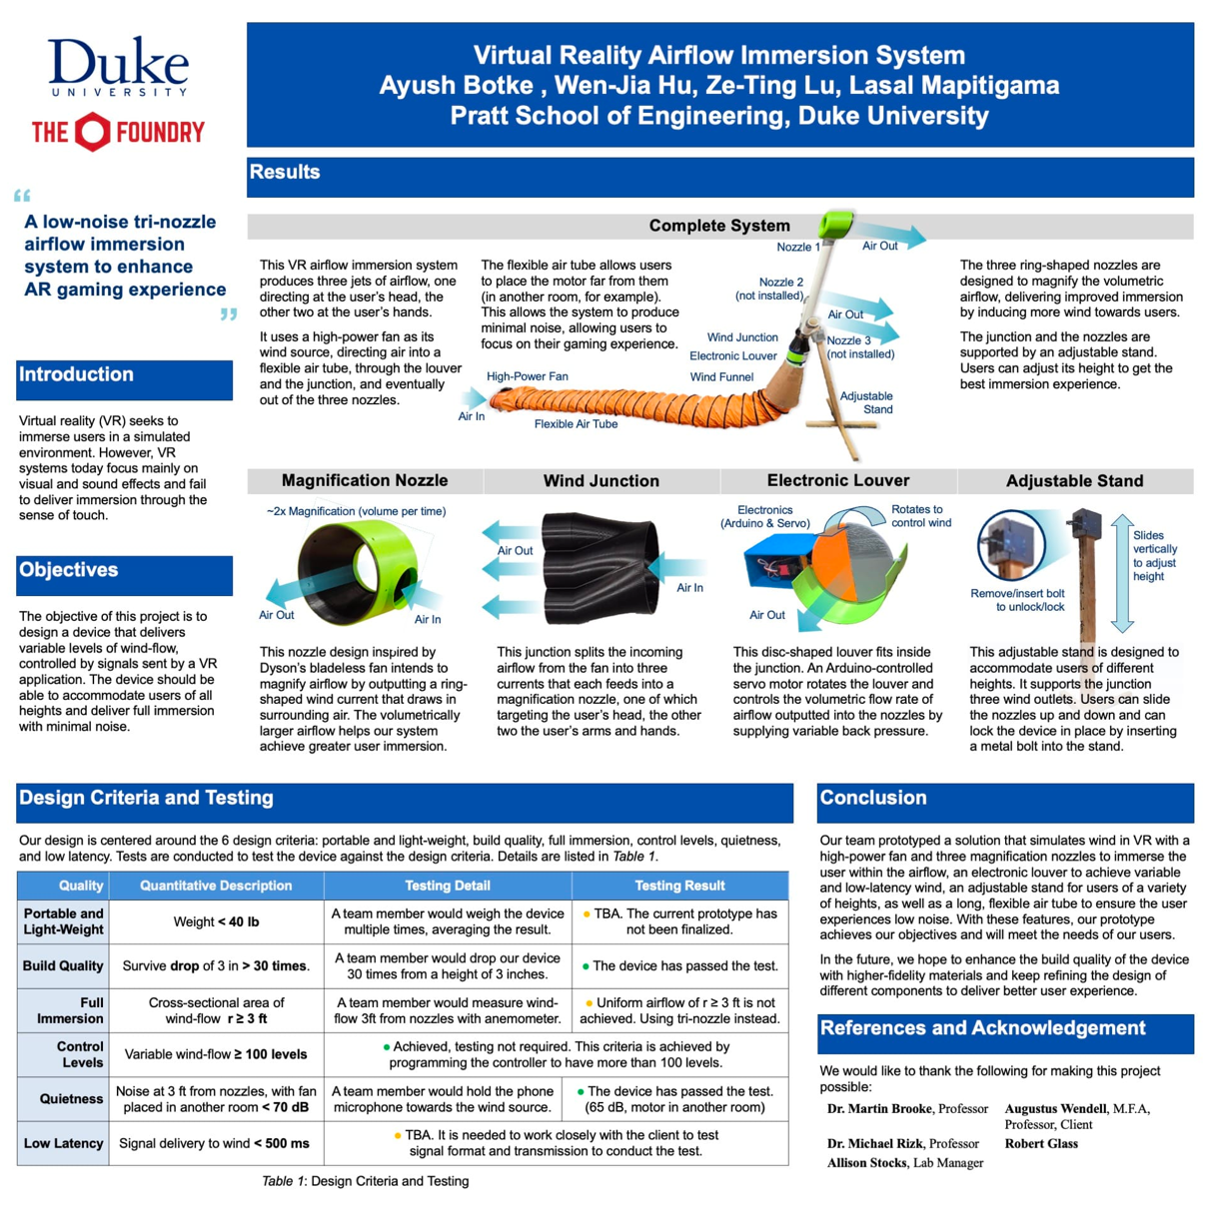 Duke
UNIVERSITY
THE FOUNDRY
Virtual Reality Airflow Immersion System
Ayush Botke , Wen-Jia Hu, Ze-Ting Lu, Lasal Mapitigama
Pratt School of Engineering, Duke University
“
A low-noise tri-nozzle
airflow immersion
system to enhance
AR gaming experience
”
Introduction
Virtual reality (VR) seeks to
immerse users in a simulated
environment. However, VR
systems today focus mainly on
visual and sound effects and fail
to deliver immersion through the
sense of touch.
Objectives
The objective of this project is to
design a device that delivers
variable levels of wind-flow,
controlled by signals sent by a VR
application. The device should be
able to accommodate users of all
heights and deliver full immersion
with minimal noise.
Results
Complete System
This VR airflow immersion system
produces three jets of airflow, one
directing at the user's head, the
other two at the user's hands.
It uses a high-power fan as its
wind source, directing air into a
flexible air tube, through the louver
and the junction, and eventually
out of the three nozzles.
The flexible air tube allows users
to place the motor far from them
(in another room, for example).
This allows the system to produce
minimal noise, allowing users to
focus on their gaming experience.
Nozzle 1
Air Out
Nozzle 2
(not installed)
Air Out
Wind Junction
Nozzle 3
(not installed)
Electronic Louver
Wind Funnel
High-Power Fan
Adjustable
Stand
Air In
Flexible Air Tube
The three ring-shaped nozzles are
designed to magnify the volumetric
airflow, delivering improved immersion
by inducing more wind towards users.
The junction and the nozzles are
supported by an adjustable stand.
Users can adjust its height to get the
best immersion experience.
Magnification Nozzle
~2x Magnification (volume per time)
Air Out
Air In
This nozzle design inspired by
Dyson's bladeless fan intends to
magnify airflow by outputting a ring-
shaped wind current that draws in
surrounding air. The volumetrically
larger airflow helps our system
achieve greater user immersion.
Wind Junction
Air Out
Air In
This junction splits the incoming
airflow from the fan into three
currents that each feeds into a
magnification nozzle, one of which
targeting the user's head, the other
two the user's arms and hands.
Electronic Louver
Electronics
(Arduino & Servo)
Rotates to
control wind
Air Out
This disc-shaped louver fits inside
the junction. An Arduino-controlled
servo motor rotates the louver and
controls the volumetric flow rate of
airflow outputted into the nozzles by
supplying variable back pressure.
Adjustable Stand
Slides
vertically
to adjust
height
Remove/insert bolt
to unlock/lock
This adjustable stand is designed to
accommodate users of different
heights. It supports the junction
three wind outlets. Users can slide
the nozzles up and down and can
lock the device in place by inserting
a metal bolt into the stand.
Design Criteria and Testing
Our design is centered around the 6 design criteria: portable and light-weight, build quality, full immersion, control levels, quietness,
and low latency. Tests are conducted to test the device against the design criteria. Details are listed in Table 1.
Quality Quantitative Description Testing Detail Testing Result
Portable and
Light-Weight
Weight < 40 lb
A team member would weigh the device
multiple times, averaging the result.
● TBA. The current prototype has
not been finalized.
Build Quality
Survive drop of 3 in > 30 times.
A team member would drop our device
30 times from a height of 3 inches.
● The device has passed the test.
Full
Immersion
Cross-sectional area of
wind-flow r ≥ 3 ft
A team member would measure wind-
flow 3ft from nozzles with anemometer.
● Uniform airflow of r ≥ 3 ft is not
achieved. Using tri-nozzle instead.
Control
Levels
Variable wind-flow ≥ 100 levels
● Achieved, testing not required. This criteria is achieved by
programming the controller to have more than 100 levels.
Quietness
Noise at 3 ft from nozzles, with fan
placed in another room < 70 dB
A team member would hold the phone
microphone towards the wind source.
● The device has passed the test.
(65 dB, motor in another room)
Low Latency
Signal delivery to wind < 500 ms
● TBA. It is needed to work closely with the client to test
signal format and transmission to conduct the test.
Table 1: Design Criteria and Testing
Conclusion
Our team prototyped a solution that simulates wind in VR with a
high-power fan and three magnification nozzles to immerse the
user within the airflow, an electronic louver to achieve variable
and low-latency wind, an adjustable stand for users of a variety
of heights, as well as a long, flexible air tube to ensure the user
experiences low noise. With these features, our prototype
achieves our objectives and will meet the needs of our users.
In the future, we hope to enhance the build quality of the device
with higher-fidelity materials and keep refining the design of
different components to deliver better user experience.
References and Acknowledgement
We would like to thank the following for making this project
possible:
Dr. Martin Brooke, Professor
Augustus Wendell, M.F.A,
Professor, Client
Dr. Michael Rizk, Professor
Robert Glass
Allison Stocks, Lab Manager